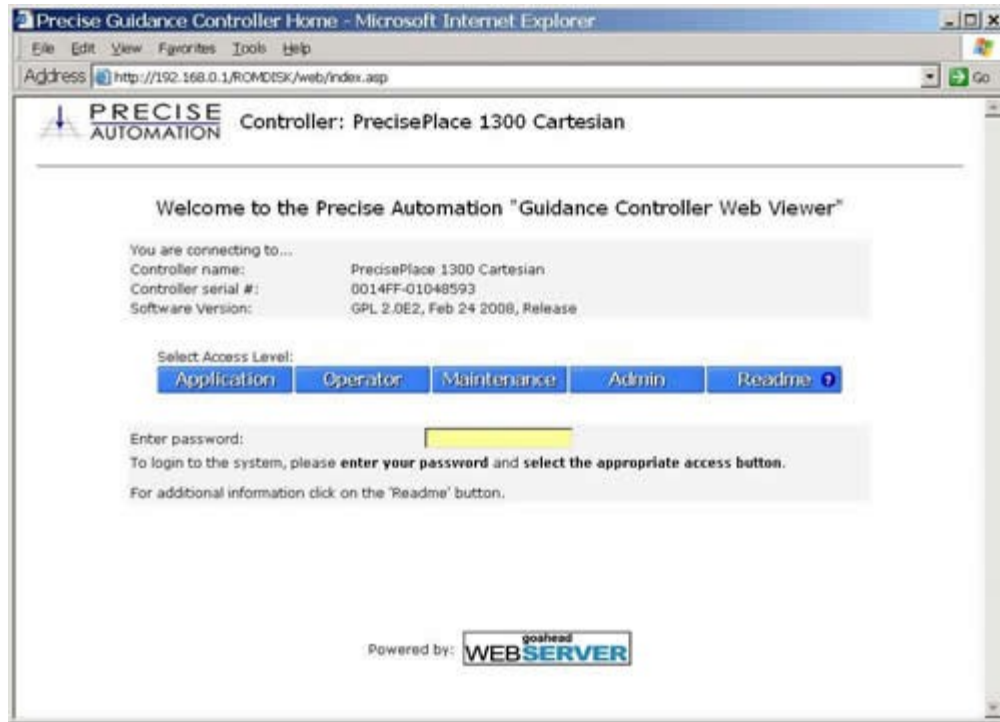 Precise Guidance Controller Home - Microsoft Internet Explorer
File Edit View Favorites Tools Help
Address http://192.168.0.1/ROMDISK/web/index.asp Go
PRECISE
AUTOMATION
Controller: PrecisePlace 1300 Cartesian
Welcome to the Precise Automation "Guidance Controller Web Viewer"
You are connecting to...
Controller name: PrecisePlace 1300 Cartesian
Controller serial #: 0014FF-01048593
Software Version: GPL 2.0E2, Feb 24 2008, Release
Select Access Level:
Application Operator Maintenance Admin Readme ?
Enter password:
To login to the system, please enter your password and select the appropriate access button.
For additional information click on the 'Readme' button.
Powered by: goahead WEBSERVER